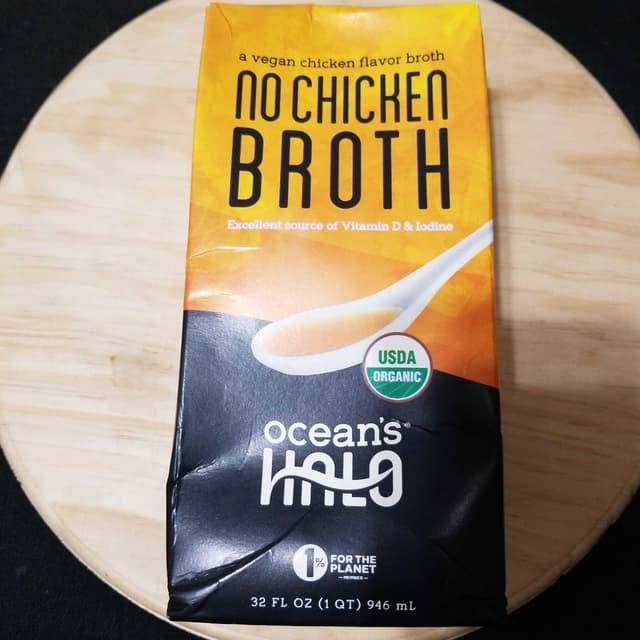 a vegan chicken flavor broth
NO CHICKEN
BROTH
Excellent source of Vitamin D & Iodine
USDA
ORGANIC
ocean's
HALO
1%
FOR THE
PLANET
MEMBER
32 FL OZ (1 QT) 946 mL